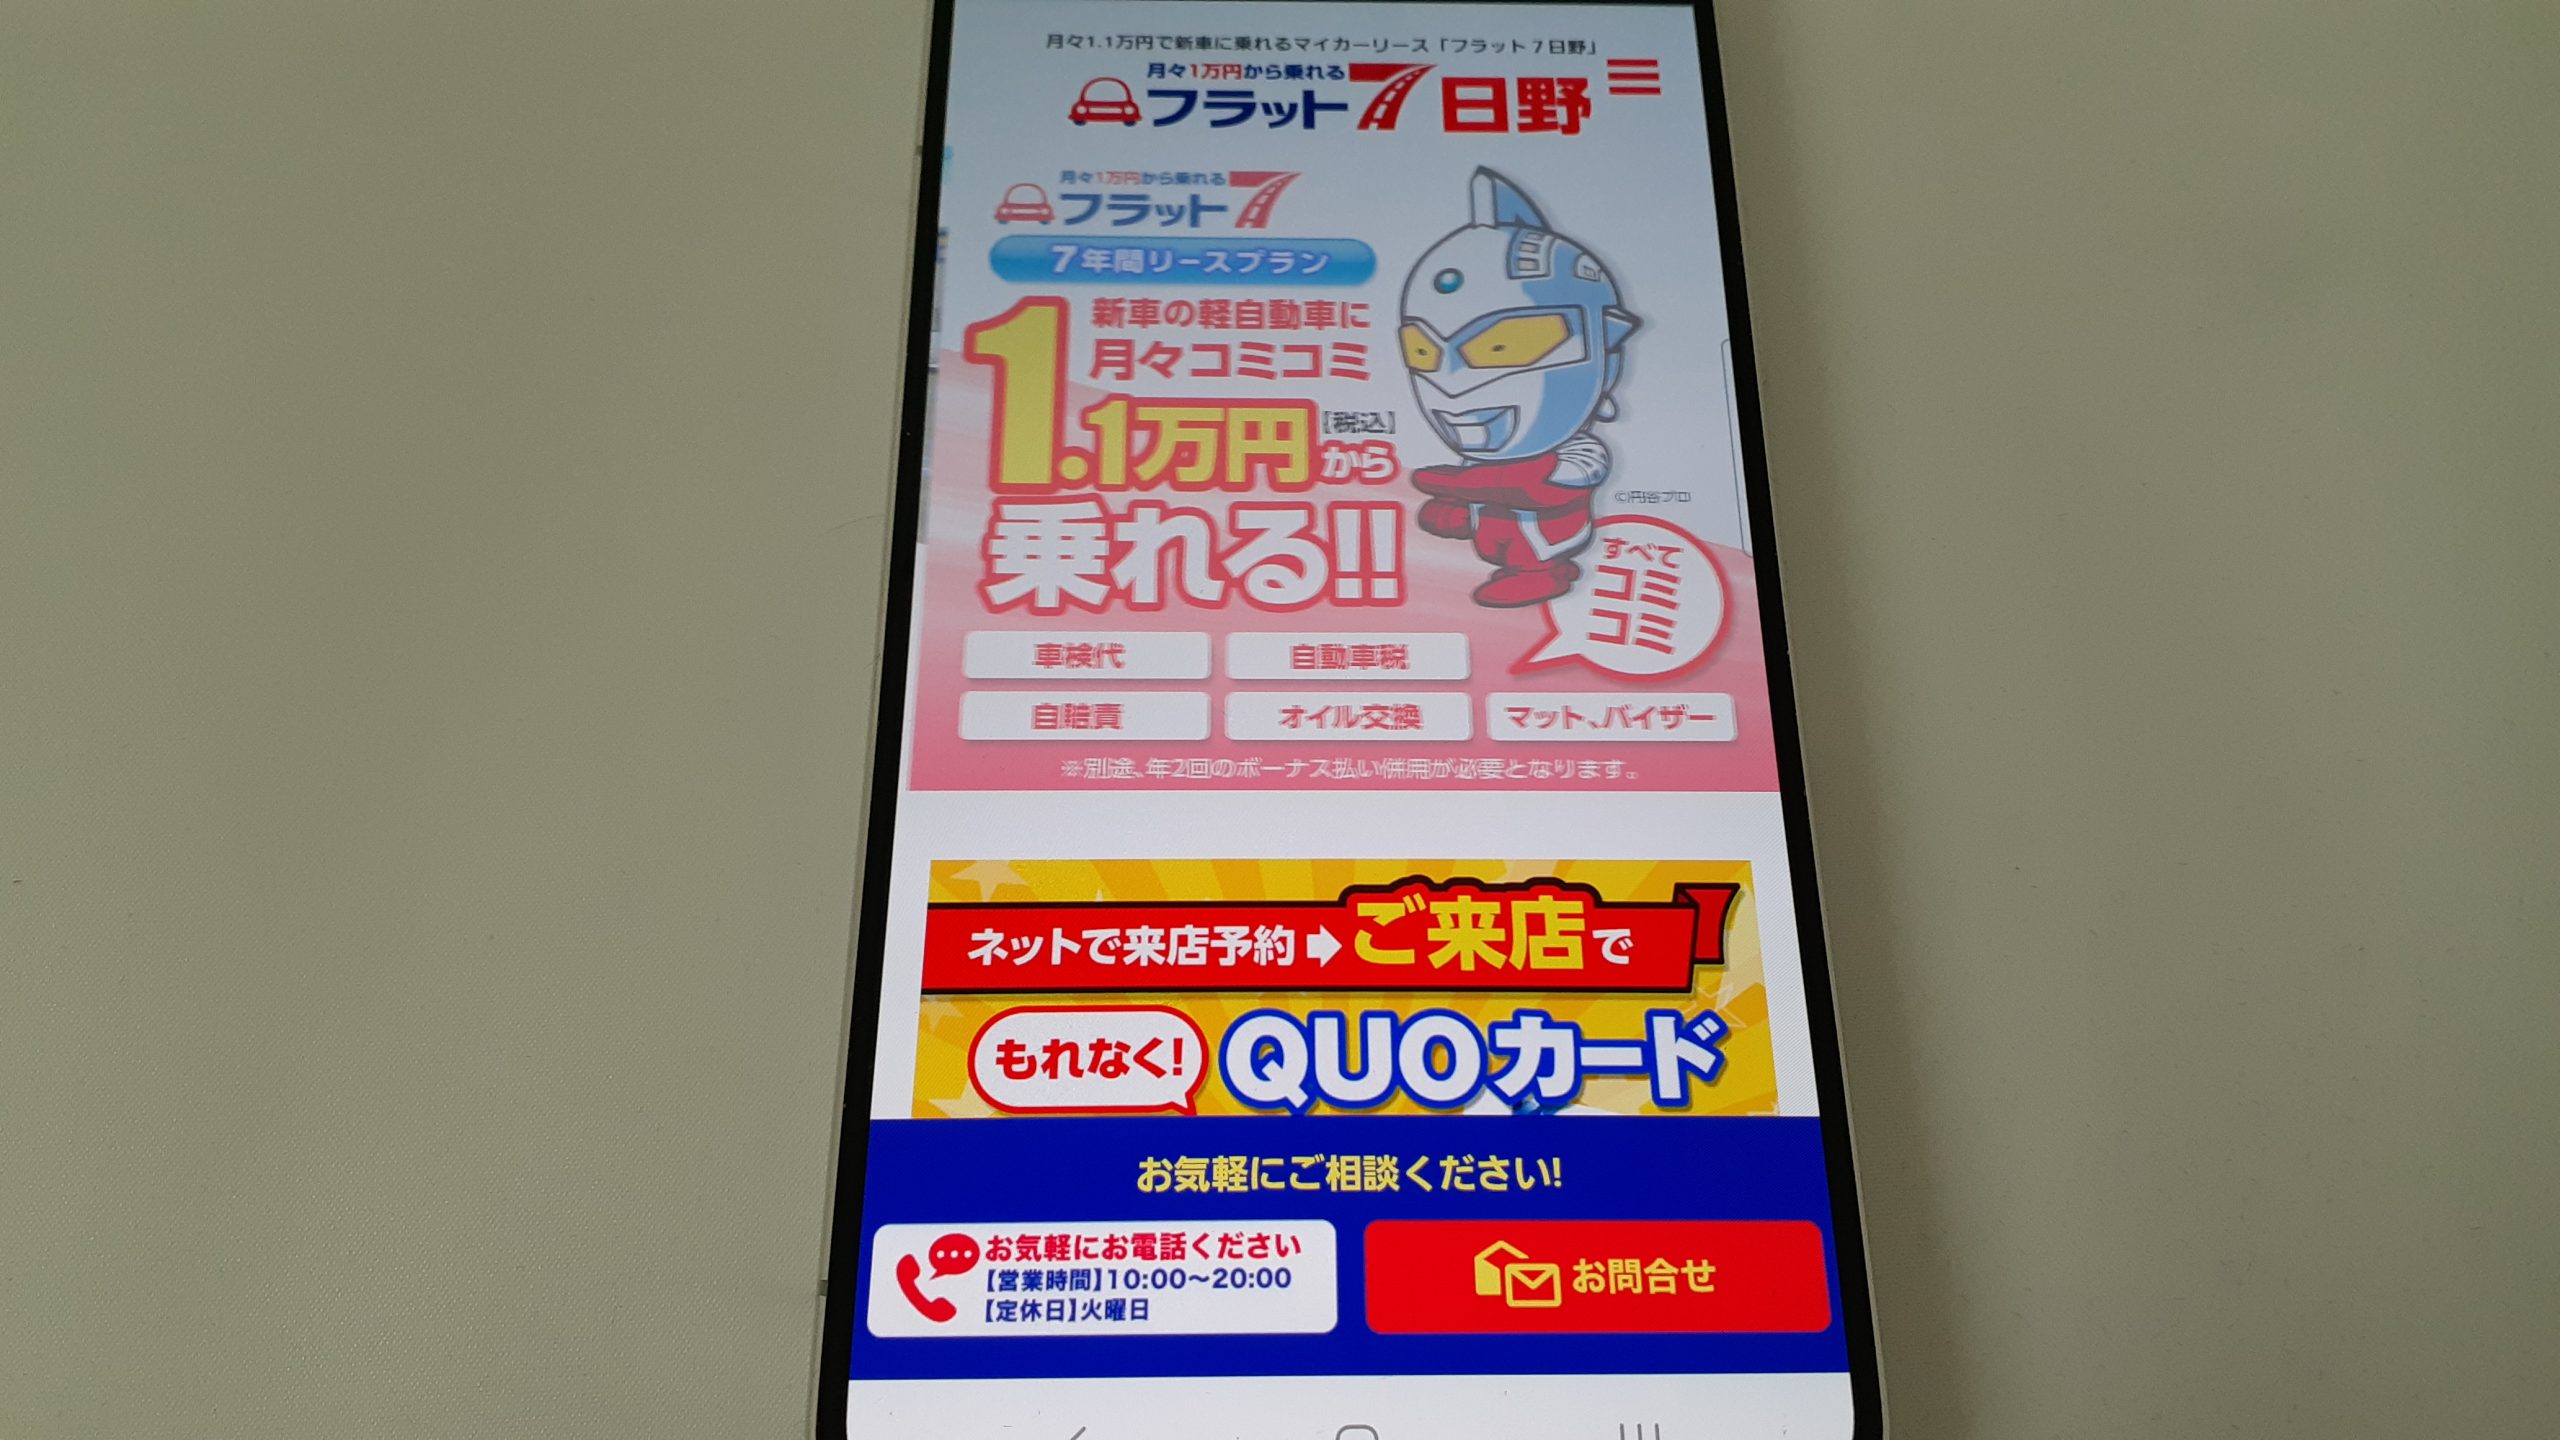 月々1.1万円で新車に乗れるマイカーリース「フラット7日野」
月々1万円から乗れる
フラット7日野
月々1万円から乗れる
フラット7
7年間リースプラン
新車の軽自動車に
月々コミコミ
1.1万円から【税込】
乗れる!!
©円谷プロ
すべて
コミ
コミ
車検代
自動車税
自賠責
オイル交換
マット、バイザー
※別途、年2回のボーナス払い併用が必要となります。
ネットで来店予約➡ご来店で
もれなく!
QUOカード
お気軽にご相談ください!
お気軽にお電話ください
【営業時間】10:00～20:00
【定休日】火曜日
お問合せ